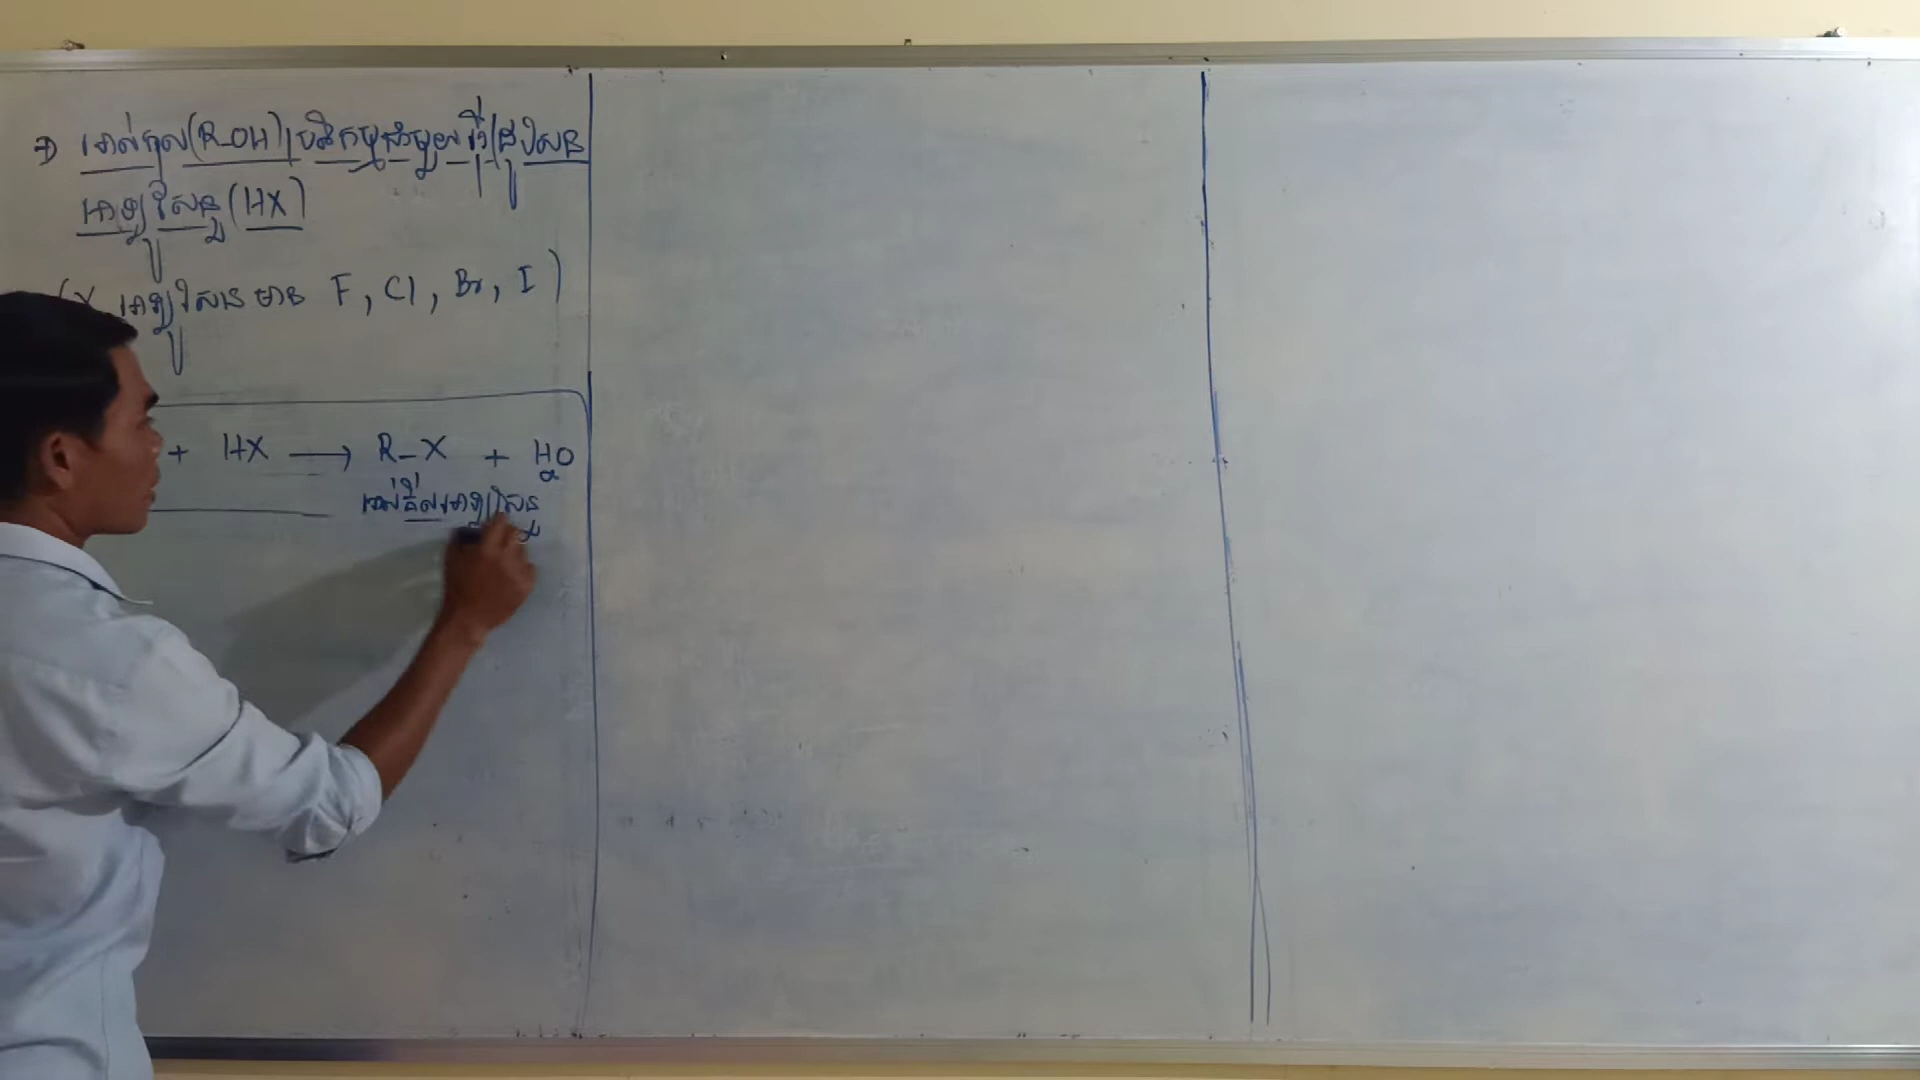 → អាល់កុល(R-OH)ប្រតិកម្មជាមួយអ៊ីដ្រូសែន
អាឡូសែនួ(HX)
(X អាឡូសែនមាន F, Cl, Br, I)
+ HX ⟶ R-X + H₂O
អាល់គីលអាឡូសែនួ